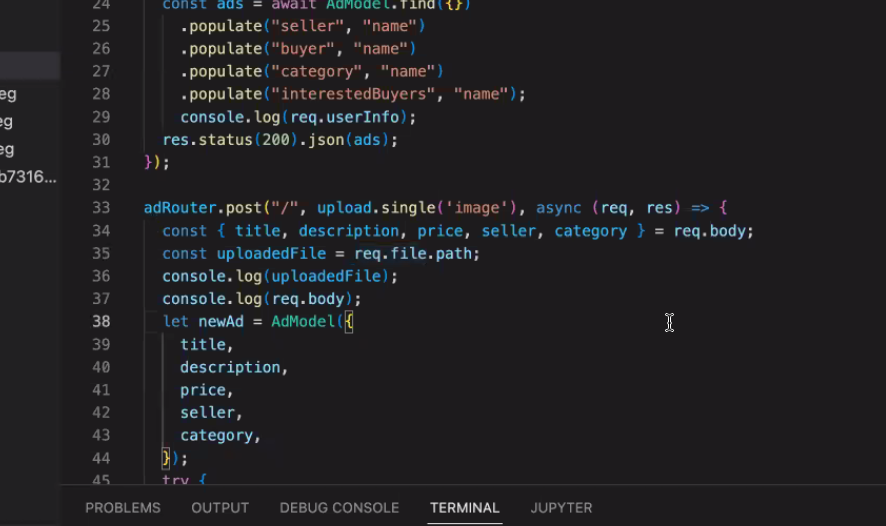 24 const ads = await AdModel.find({})
25 .populate("seller", "name")
26 .populate("buyer", "name")
27 .populate("category", "name")
28 .populate("interestedBuyers", "name");
29 console.log(req.userInfo);
30 res.status(200).json(ads);
31 });
32
33 adRouter.post("/", upload.single('image'), async (req, res) => {
34 const { title, description, price, seller, category } = req.body;
35 const uploadedFile = req.file.path;
36 console.log(uploadedFile);
37 console.log(req.body);
38 let newAd = AdModel({
39 title,
40 description,
41 price,
42 seller,
43 category,
44 });
45 try {
eg
eg
eg
b7316...
PROBLEMS OUTPUT DEBUG CONSOLE TERMINAL JUPYTER